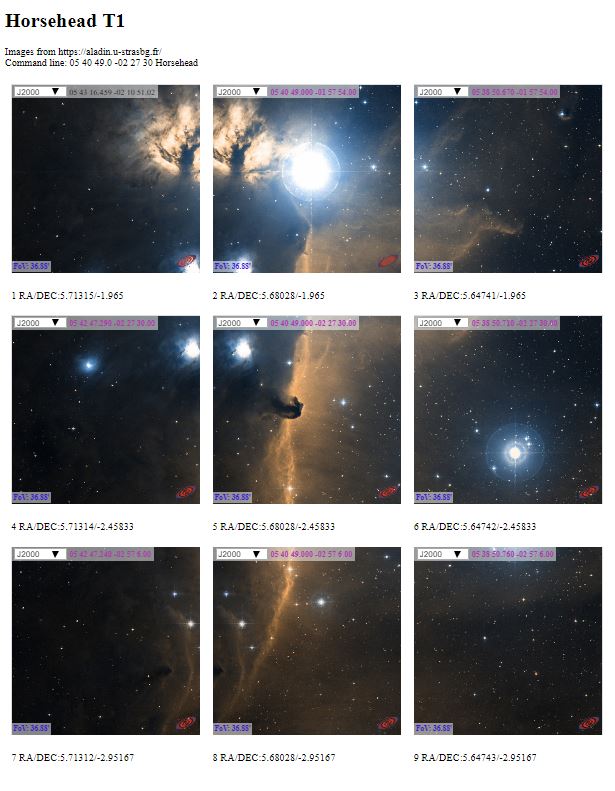 Horsehead T1
Images from https://aladin.u-strasbg.fr/
Command line: 05 40 49.0 -02 27 30 Horsehead
J2000 05 43 16.459 -02 10 51.02
J2000 05 40 49.000 -01 57 54.00
J2000 05 38 50.670 -01 57 54.00
FoV: 36.88'
FoV: 36.88'
1 RA/DEC:5.71315/-1.965
2 RA/DEC:5.68028/-1.965
3 RA/DEC:5.64741/-1.965
J2000 05 42 47.290 -02 27 30.00
J2000 05 40 49.000 -02 27 30.00
J2000 05 38 50.710 -02 27 30.00
FoV: 36.88'
FoV: 36.88'
FoV: 36.88'
4 RA/DEC:5.71314/-2.45833
5 RA/DEC:5.68028/-2.45833
6 RA/DEC:5.64742/-2.45833
J2000 05 42 47.240 -02 57 6.00
J2000 05 40 49.000 -02 57 6.00
J2000 05 38 50.760 -02 57 6.00
FoV: 36.88'
FoV: 36.88'
FoV: 36.88'
7 RA/DEC:5.71312/-2.95167
8 RA/DEC:5.68028/-2.95167
9 RA/DEC:5.64743/-2.95167